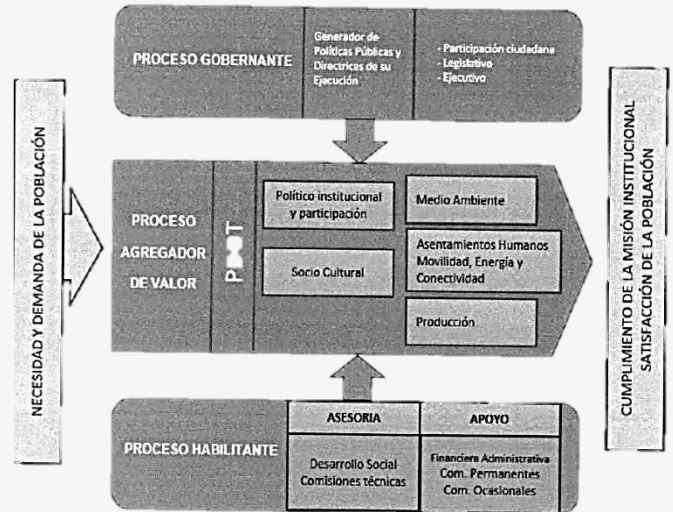 PROCESO GOBERNANTE
Generador de
Políticas Públicas y
Directrices de su
Ejecución
- Participación ciudadana
- Legislativo
- Ejecutivo
NECESIDAD Y DEMANDA DE LA POBLACIÓN
PROCESO
AGREGADOR
DE VALOR
Político institucional
y participación
Socio Cultural
Medio Ambiente
Asentamientos Humanos
Movilidad, Energía y
Conectividad
Producción
CUMPLIMIENTO DE LA MISIÓN INSTITUCIONAL
SATISFACCIÓN DE LA POBLACIÓN
PROCESO HABILITANTE
ASESORIA
Desarrollo Social
Comisiones técnicas
APOYO
Financiera Administrativa
Com. Permanentes
Com. Ocasionales